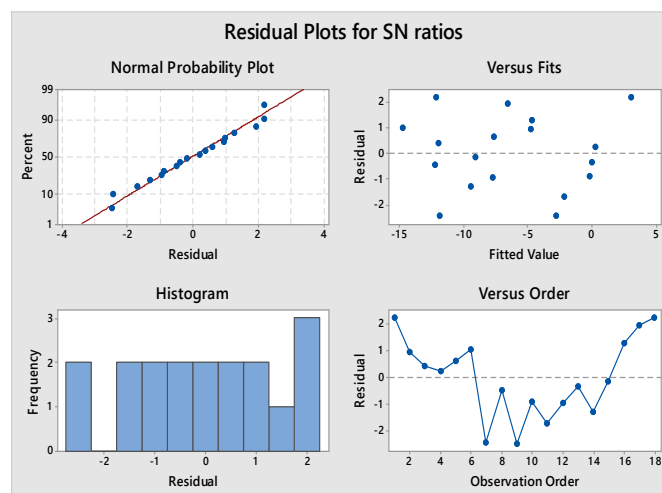 Residual Plots for SN ratios
Normal Probability Plot
99
90
50
10
1
Percent
-4 -2 0 2 4
Residual
Versus Fits
2
1
0
-1
-2
Residual
-15 -10 -5 0 5
Fitted Value
Histogram
3
2
1
0
Frequency
-2 -1 0 1 2
Residual
Versus Order
2
1
0
-1
-2
Residual
2 4 6 8 10 12 14 16 18
Observation Order